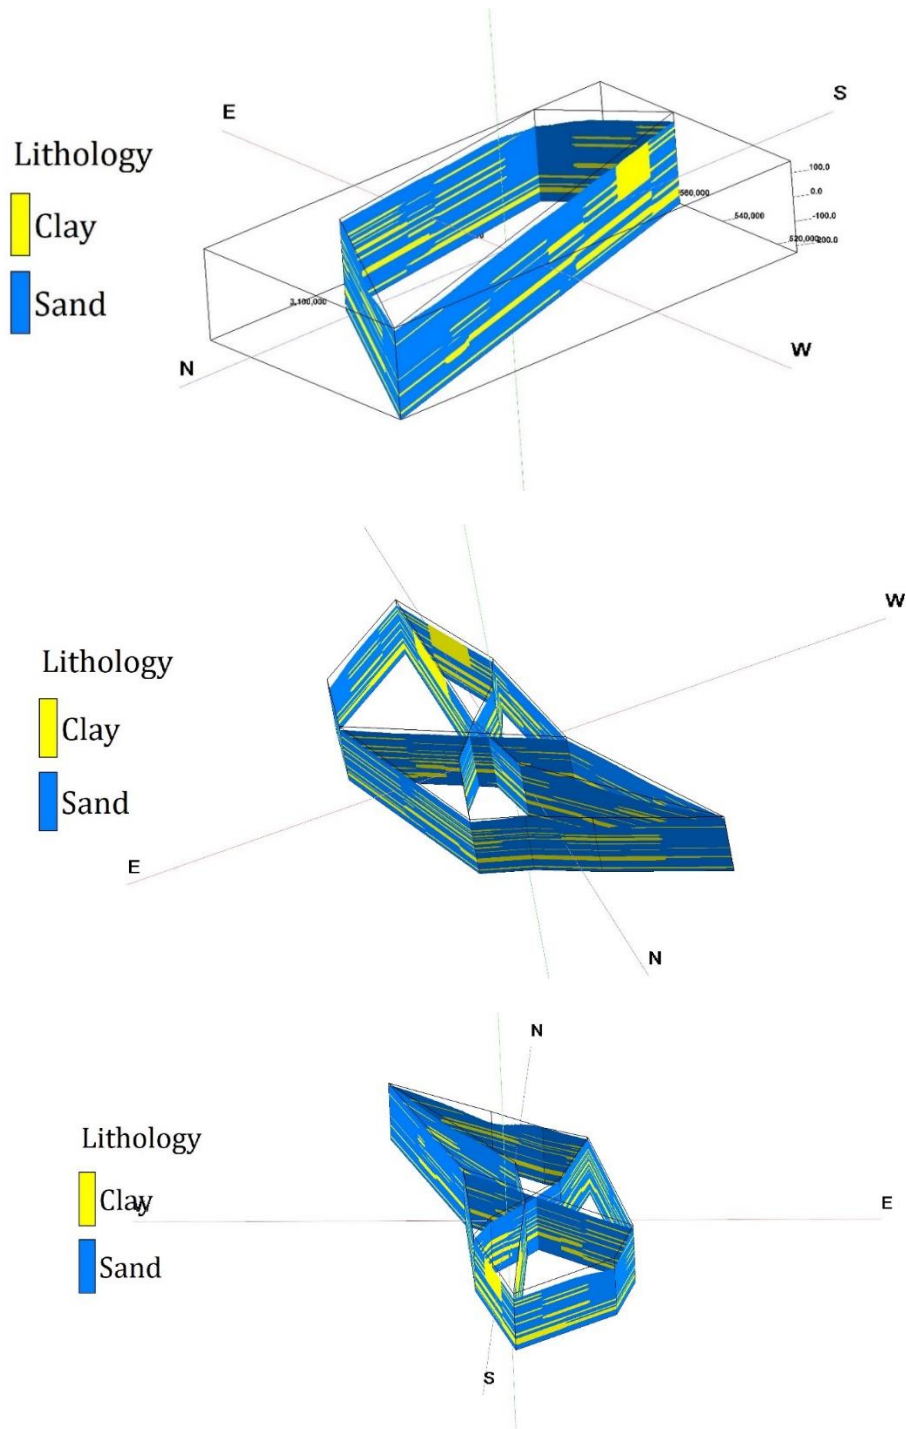 E
S
Lithology
Clay
Sand
100.0
0.0
-100.0
-200.0
560,000
540,000
520,000
3,100,000
N
W
W
Lithology
Clay
Sand
E
N
N
Lithology
Clay
W
E
Sand
S